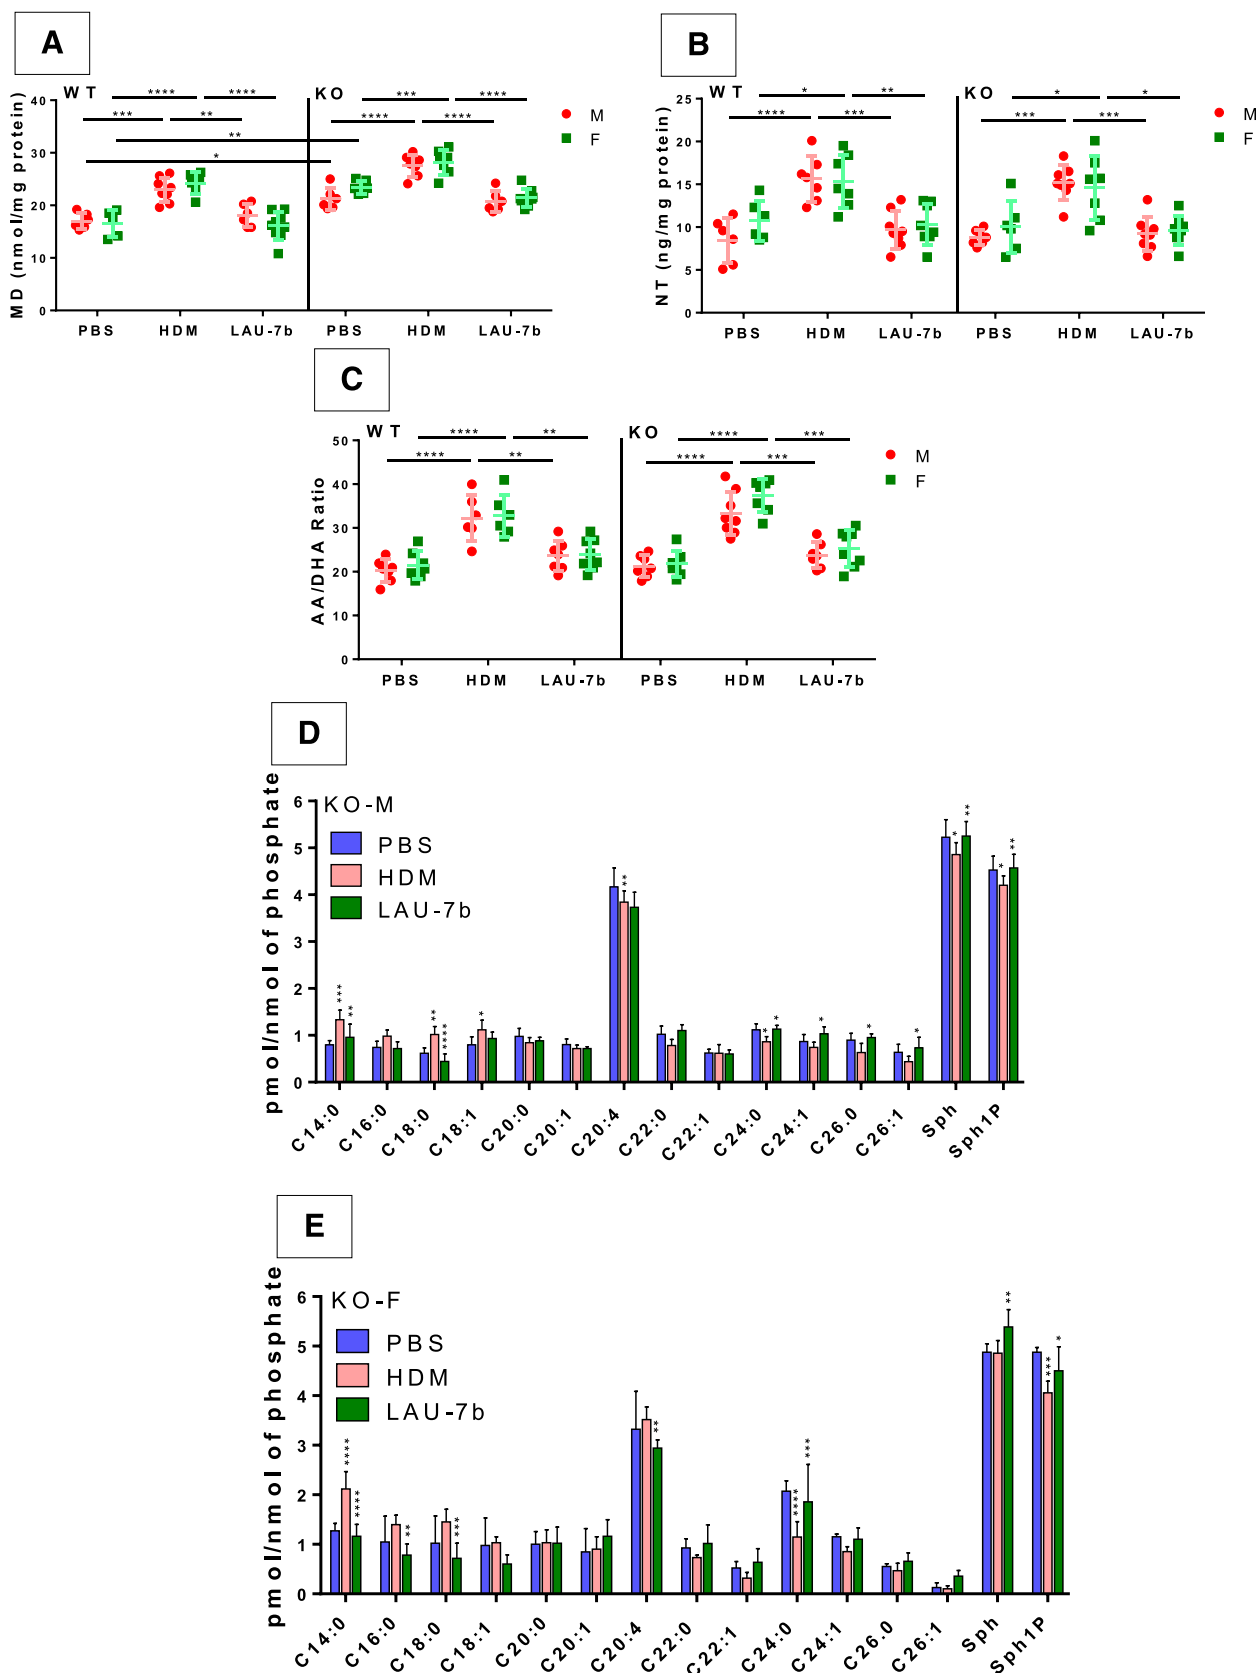 A
MD (nmol/mg protein)
WT
KO
**** ****
*** ****
*** **
**** ****
**
*
40
30
20
10
0
PBS HDM LAU-7b PBS HDM LAU-7b
M
F
B
NT (ng/mg protein)
WT
KO
* **
* *
**** ***
*** ***
25
20
15
10
5
0
PBS HDM LAU-7b PBS HDM LAU-7b
M
F
C
AA/DHA Ratio
WT
KO
**** **
**** ***
**** **
**** ***
50
40
30
20
10
0
PBS HDM LAU-7b PBS HDM LAU-7b
M
F
D
pmol/nmol of phosphate
KO-M
PBS
HDM
LAU-7b
6
5
4
3
2
1
0
*** ** ** **** * ** * * * * * * ** * **
C14:0 C16:0 C18:0 C18:1 C20:0 C20:1 C20:4 C22:0 C22:1 C24:0 C24:1 C26.0 C26:1 Sph Sph1P
E
pmol/nmol of phosphate
KO-F
PBS
HDM
LAU-7b
6
5
4
3
2
1
0
**** **** ** *** ** **** *** ** *** *
C14:0 C16:0 C18:0 C18:1 C20:0 C20:1 C20:4 C22:0 C22:1 C24:0 C24:1 C26.0 C26:1 Sph Sph1P